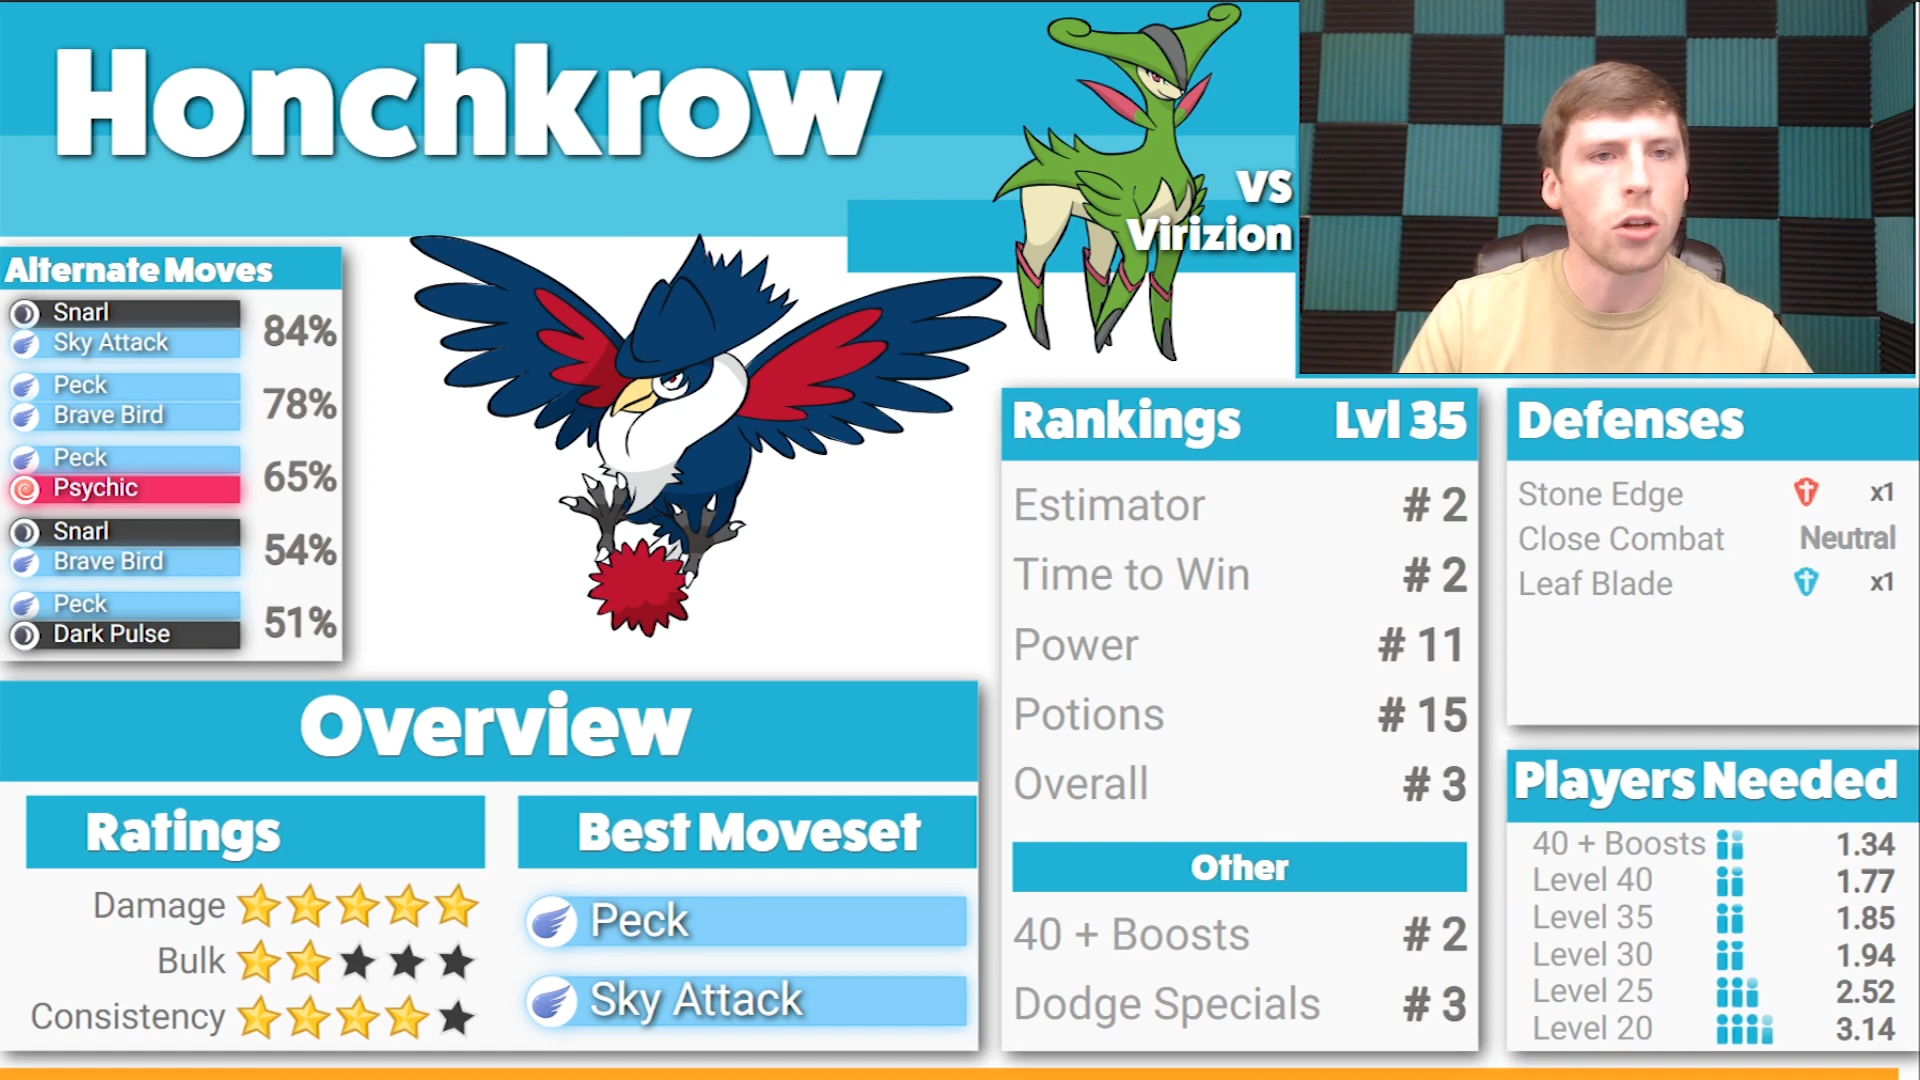 Honchkrow
VS
Virizion
Alternate Moves
Snarl
Sky Attack
84%
Peck
Brave Bird
78%
Peck
Psychic
65%
Snarl
Brave Bird
54%
Peck
Dark Pulse
51%
Overview
Ratings
Damage
Bulk
Consistency
Best Moveset
Peck
Sky Attack
Rankings Lvl 35
Estimator # 2
Time to Win # 2
Power # 11
Potions # 15
Overall # 3
Other
40 + Boosts # 2
Dodge Specials # 3
Defenses
Stone Edge x1
Close Combat Neutral
Leaf Blade x1
Players Needed
40 + Boosts 1.34
Level 40 1.77
Level 35 1.85
Level 30 1.94
Level 25 2.52
Level 20 3.14